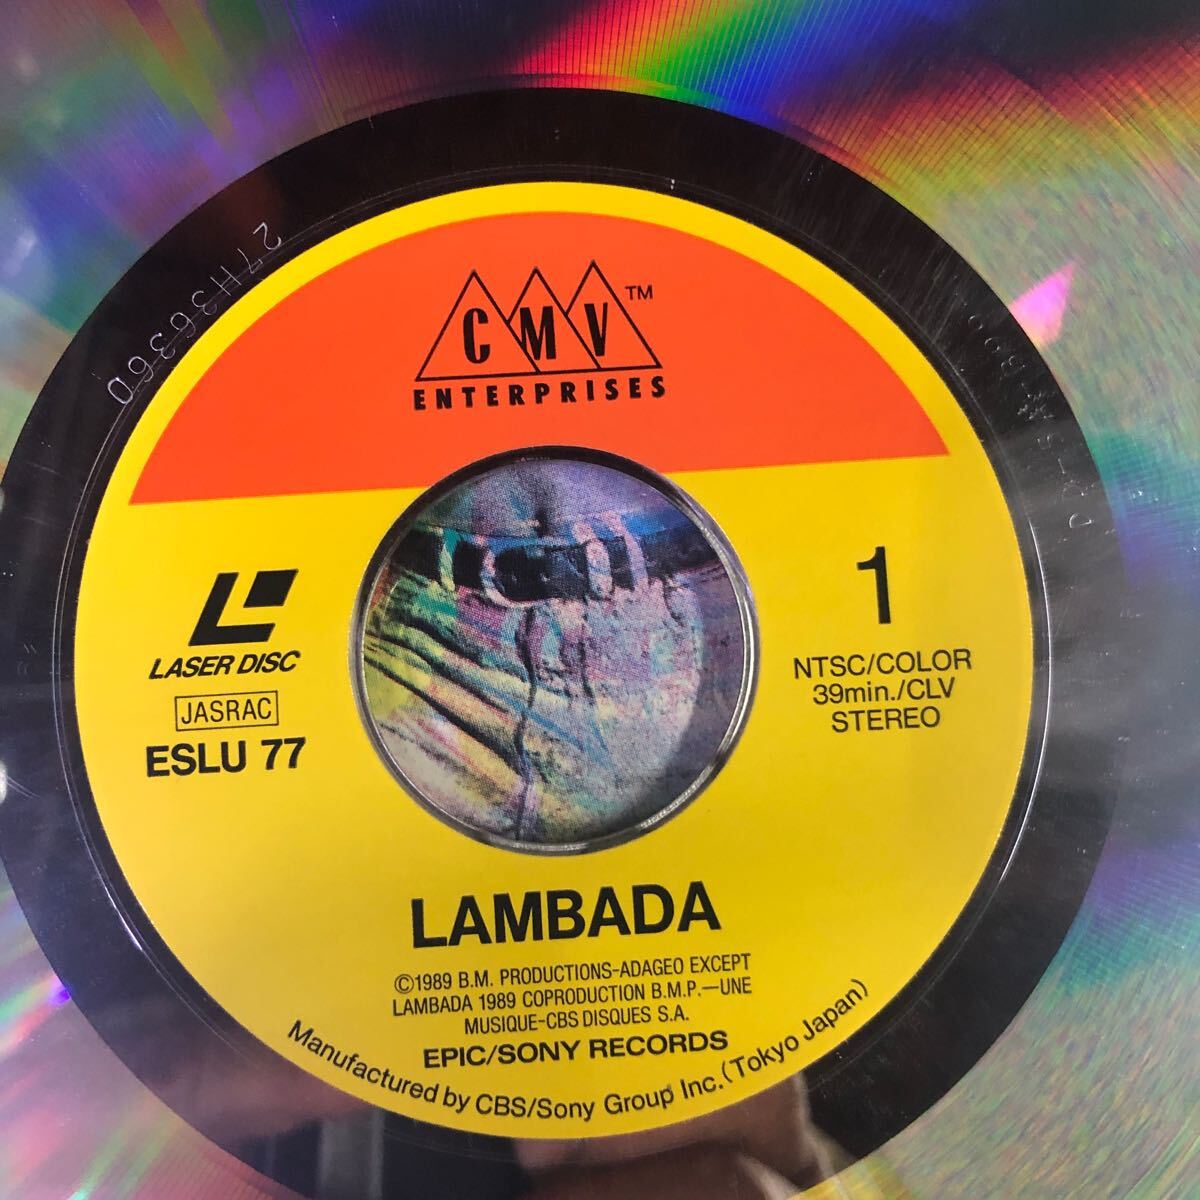 27H36360
CMV™
ENTERPRISES
LASER DISC
JASRAC
ESLU 77
1
NTSC/COLOR
39min./CLV
STEREO
LAMBADA
©1989 B.M. PRODUCTIONS-ADAGEO EXCEPT
LAMBADA 1989 COPRODUCTION B.M.P.—UNE
MUSIQUE-CBS DISQUES S.A.
EPIC/SONY RECORDS
Manufactured by CBS/Sony Group Inc. (Tokyo Japan)